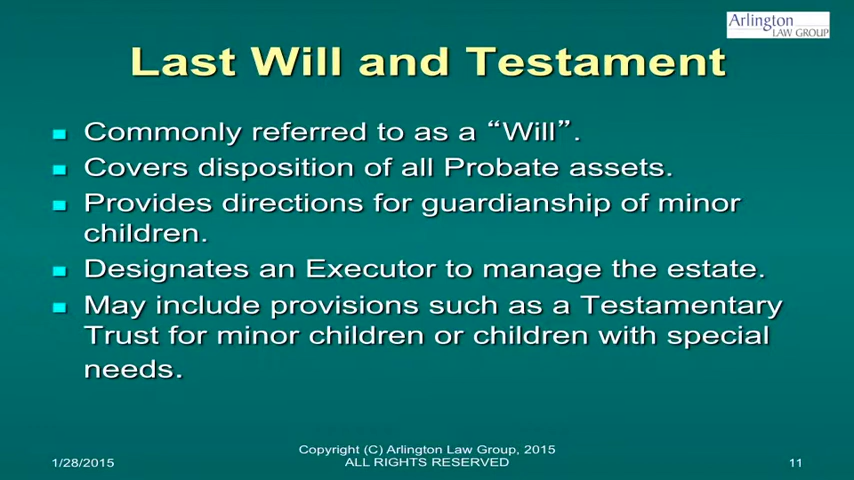 Arlington
LAW GROUP
Last Will and Testament
Commonly referred to as a “Will”.
Covers disposition of all Probate assets.
Provides directions for guardianship of minor
children.
Designates an Executor to manage the estate.
May include provisions such as a Testamentary
Trust for minor children or children with special
needs.
1/28/2015
Copyright (C) Arlington Law Group, 2015
ALL RIGHTS RESERVED
11